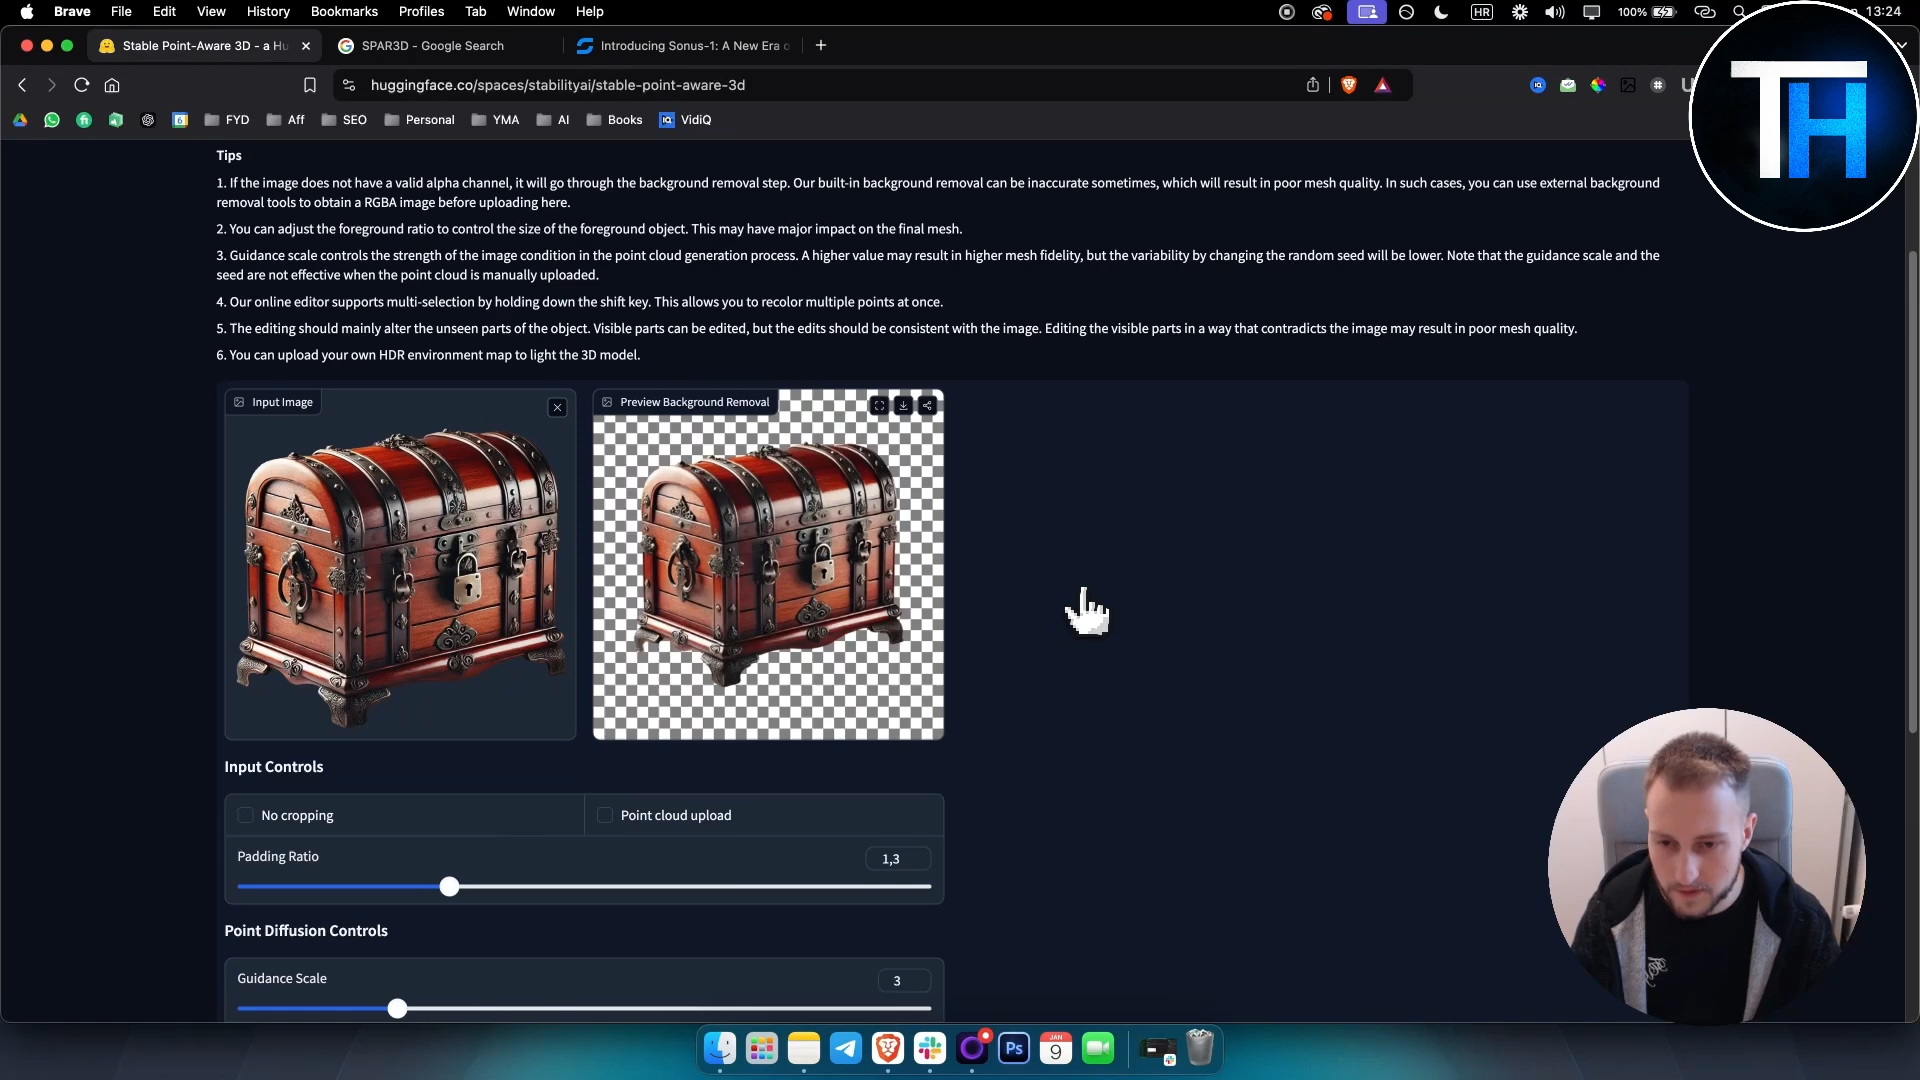 Brave File Edit View History Bookmarks Profiles Tab Window Help HR 100% 13:24
Stable Point-Aware 3D - a Hu SPAR3D - Google Search Introducing Sonus-1: A New Era o
huggingface.co/spaces/stabilityai/stable-point-aware-3d
FYD Aff SEO Personal YMA AI Books VidiQ
TH
Tips
1. If the image does not have a valid alpha channel, it will go through the background removal step. Our built-in background removal can be inaccurate sometimes, which will result in poor mesh quality. In such cases, you can use external background
removal tools to obtain a RGBA image before uploading here.
2. You can adjust the foreground ratio to control the size of the foreground object. This may have major impact on the final mesh.
3. Guidance scale controls the strength of the image condition in the point cloud generation process. A higher value may result in higher mesh fidelity, but the variability by changing the random seed will be lower. Note that the guidance scale and the
seed are not effective when the point cloud is manually uploaded.
4. Our online editor supports multi-selection by holding down the shift key. This allows you to recolor multiple points at once.
5. The editing should mainly alter the unseen parts of the object. Visible parts can be edited, but the edits should be consistent with the image. Editing the visible parts in a way that contradicts the image may result in poor mesh quality.
6. You can upload your own HDR environment map to light the 3D model.
Input Image Preview Background Removal
Input Controls
No cropping Point cloud upload
Padding Ratio 1,3
Point Diffusion Controls
Guidance Scale 3
Ps JAN 9